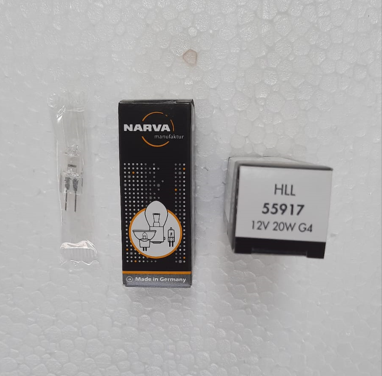 NARVA
manufaktur
Made in Germany
HLL
55917
12V 20W G4